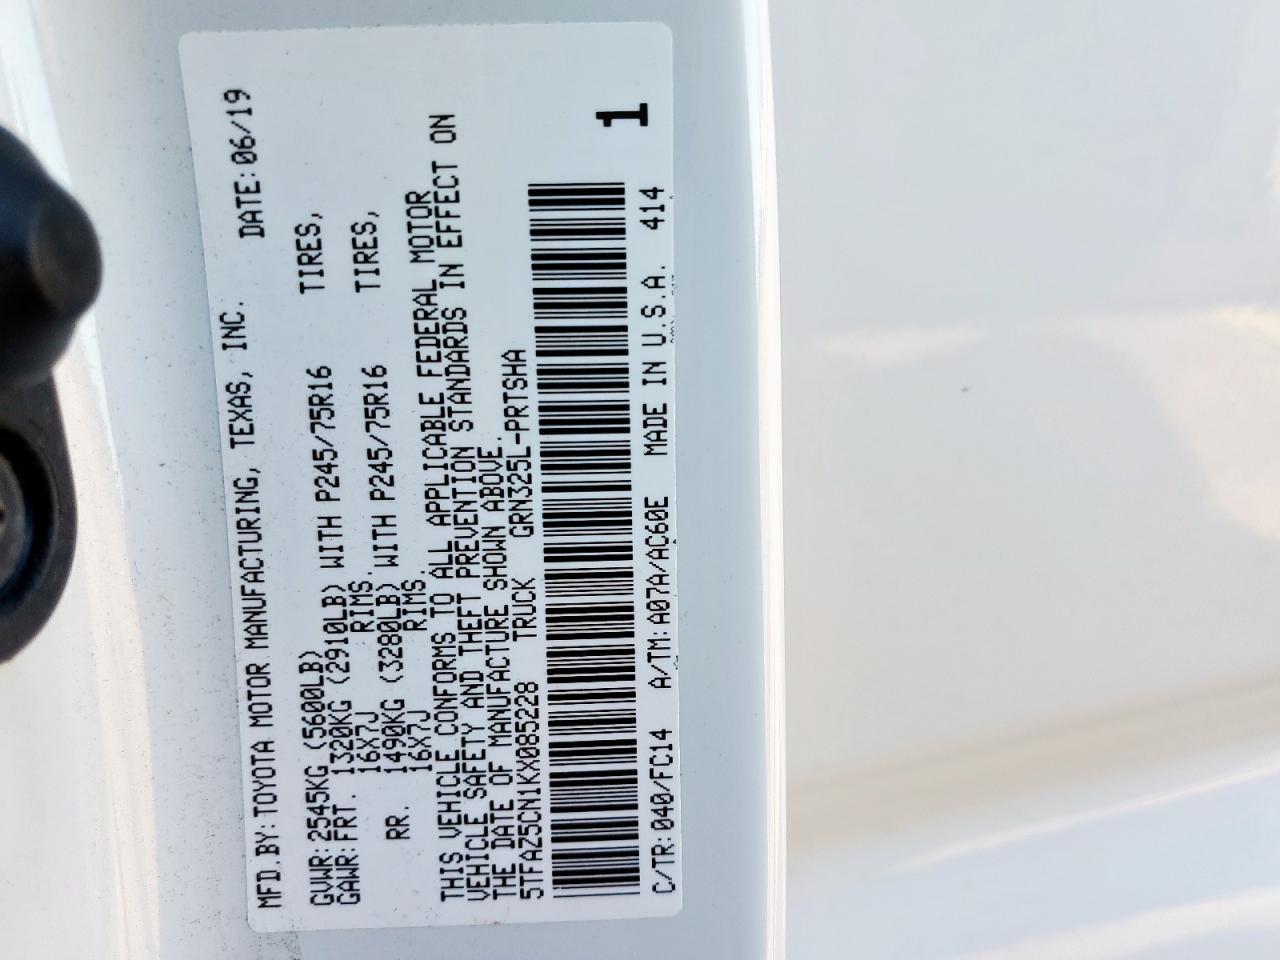 MFD.BY:TOYOTA MOTOR MANUFACTURING, TEXAS, INC. DATE:06/19
GVWR:2545KG (5600LB)
GAWR:FRT. 1320KG (2910LB) WITH P245/75R16 TIRES,
16X7J RIMS.
RR. 1490KG (3280LB) WITH P245/75R16 TIRES,
16X7J RIMS.
THIS VEHICLE CONFORMS TO ALL APPLICABLE FEDERAL MOTOR
VEHICLE SAFETY AND THEFT PREVENTION STANDARDS IN EFFECT ON
THE DATE OF MANUFACTURE SHOWN ABOVE.
5TFAZ5CN1KX085228 TRUCK GRN325L-PRTSHA
1
C/TR:040/FC14 A/TM:A07A/AC60E MADE IN U.S.A. 414